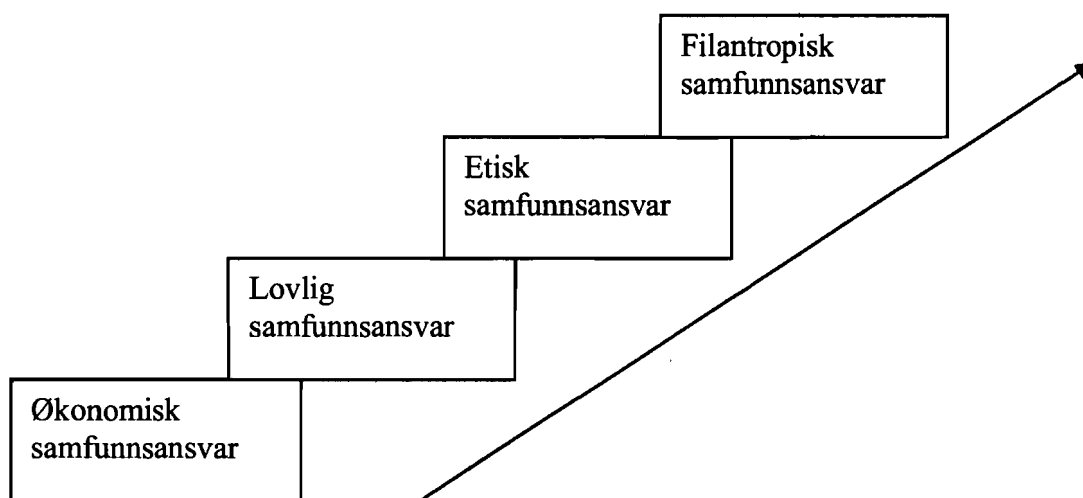 Filantropisk
samfunnsansvar
Etisk
samfunnsansvar
Lovlig
samfunnsansvar
Økonomisk
samfunnsansvar